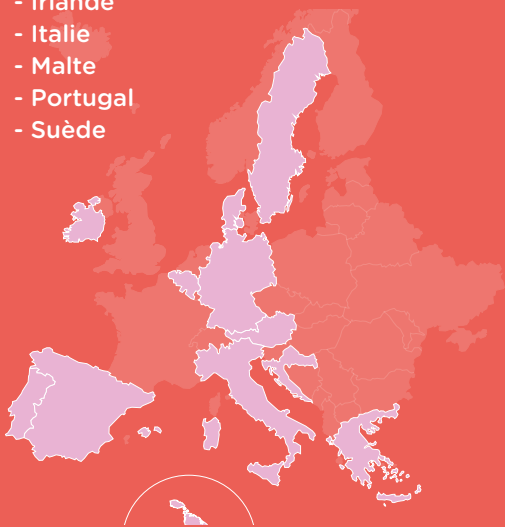 - Irlande
- Italie
- Malte
- Portugal
- Suède